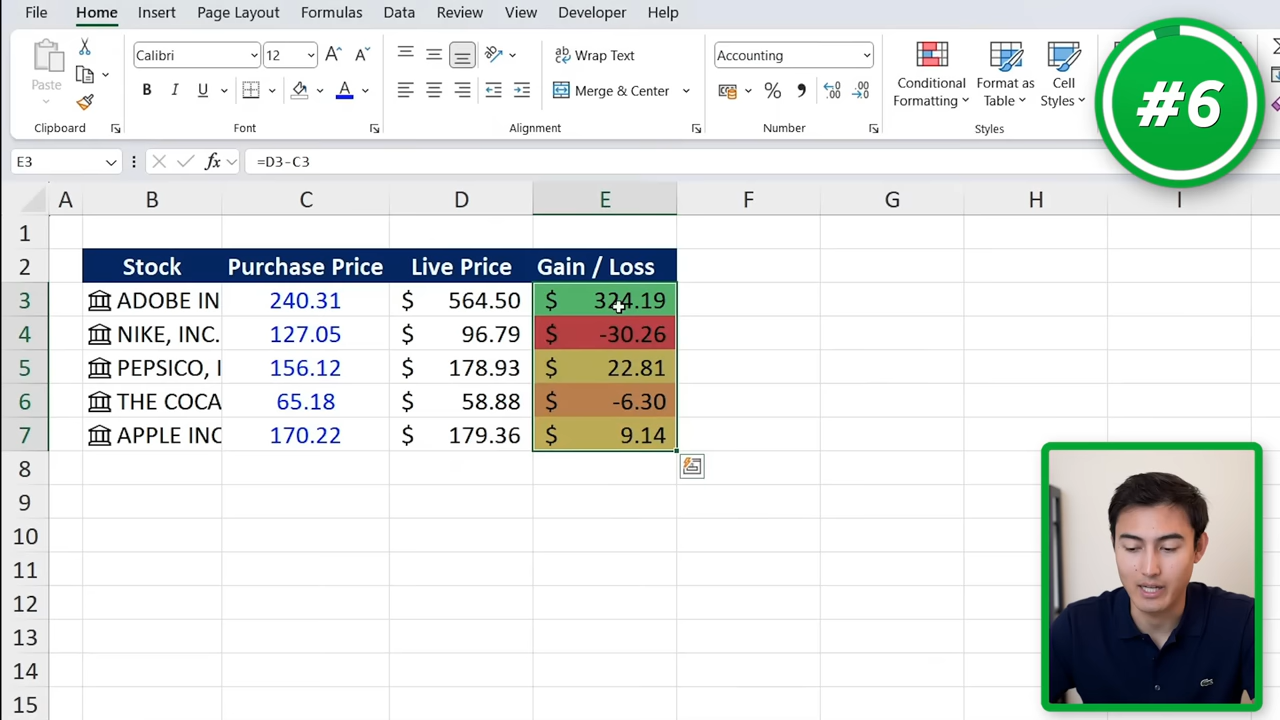 File Home Insert Page Layout Formulas Data Review View Developer Help
Paste
Calibri 12 A A
B I U A
Wrap Text
Merge & Center
Accounting
% 9
Conditional Formatting
Format as Table
Cell Styles
#6
Clipboard Font Alignment Number Styles
E3 fx =D3-C3
A B C D E F G H I
1
2 Stock Purchase Price Live Price Gain / Loss
3 ADOBE IN 240.31 $ 564.50 $ 324.19
4 NIKE, INC. 127.05 $ 96.79 $ -30.26
5 PEPSICO, I 156.12 $ 178.93 $ 22.81
6 THE COCA 65.18 $ 58.88 $ -6.30
7 APPLE INC 170.22 $ 179.36 $ 9.14
8
9
10
11
12
13
14
15